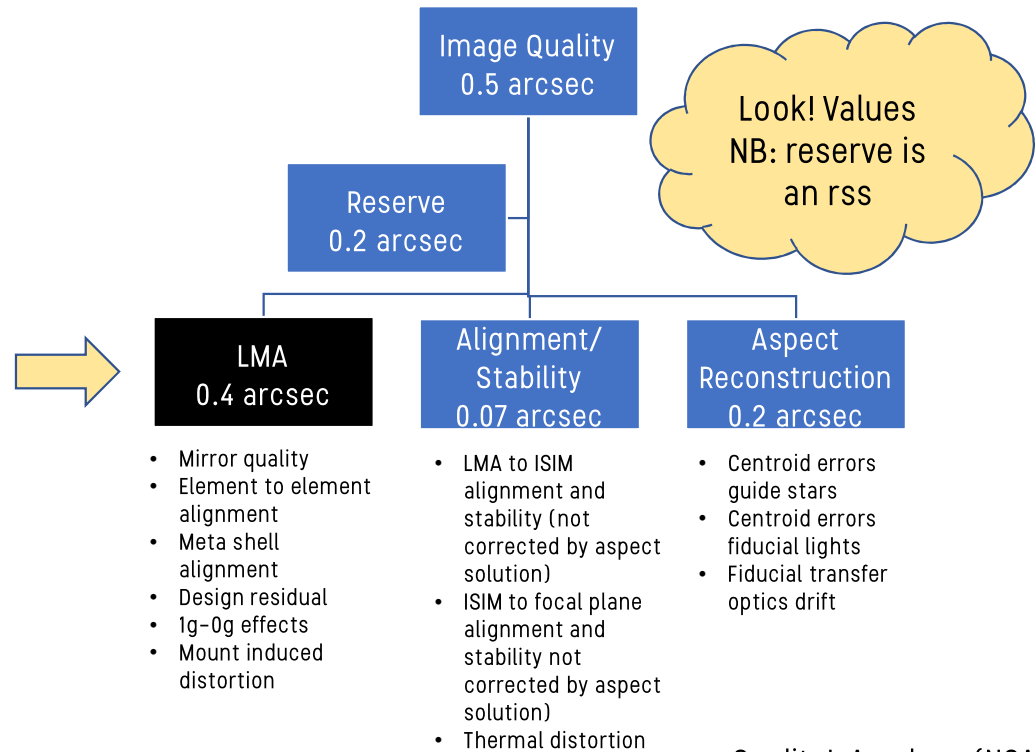 Image Quality
0.5 arcsec
Look! Values
NB: reserve is
an rss
Reserve
0.2 arcsec
LMA
0.4 arcsec
Alignment/
Stability
0.07 arcsec
Aspect
Reconstruction
0.2 arcsec
• Mirror quality
• Element to element
alignment
• Meta shell
alignment
• Design residual
• 1g-0g effects
• Mount induced
distortion
• LMA to ISIM
alignment and
stability (not
corrected by aspect
solution)
• ISIM to focal plane
alignment and
stability not
corrected by aspect
solution)
• Thermal distortion
• Centroid errors
guide stars
• Centroid errors
fiducial lights
• Fiducial transfer
optics drift